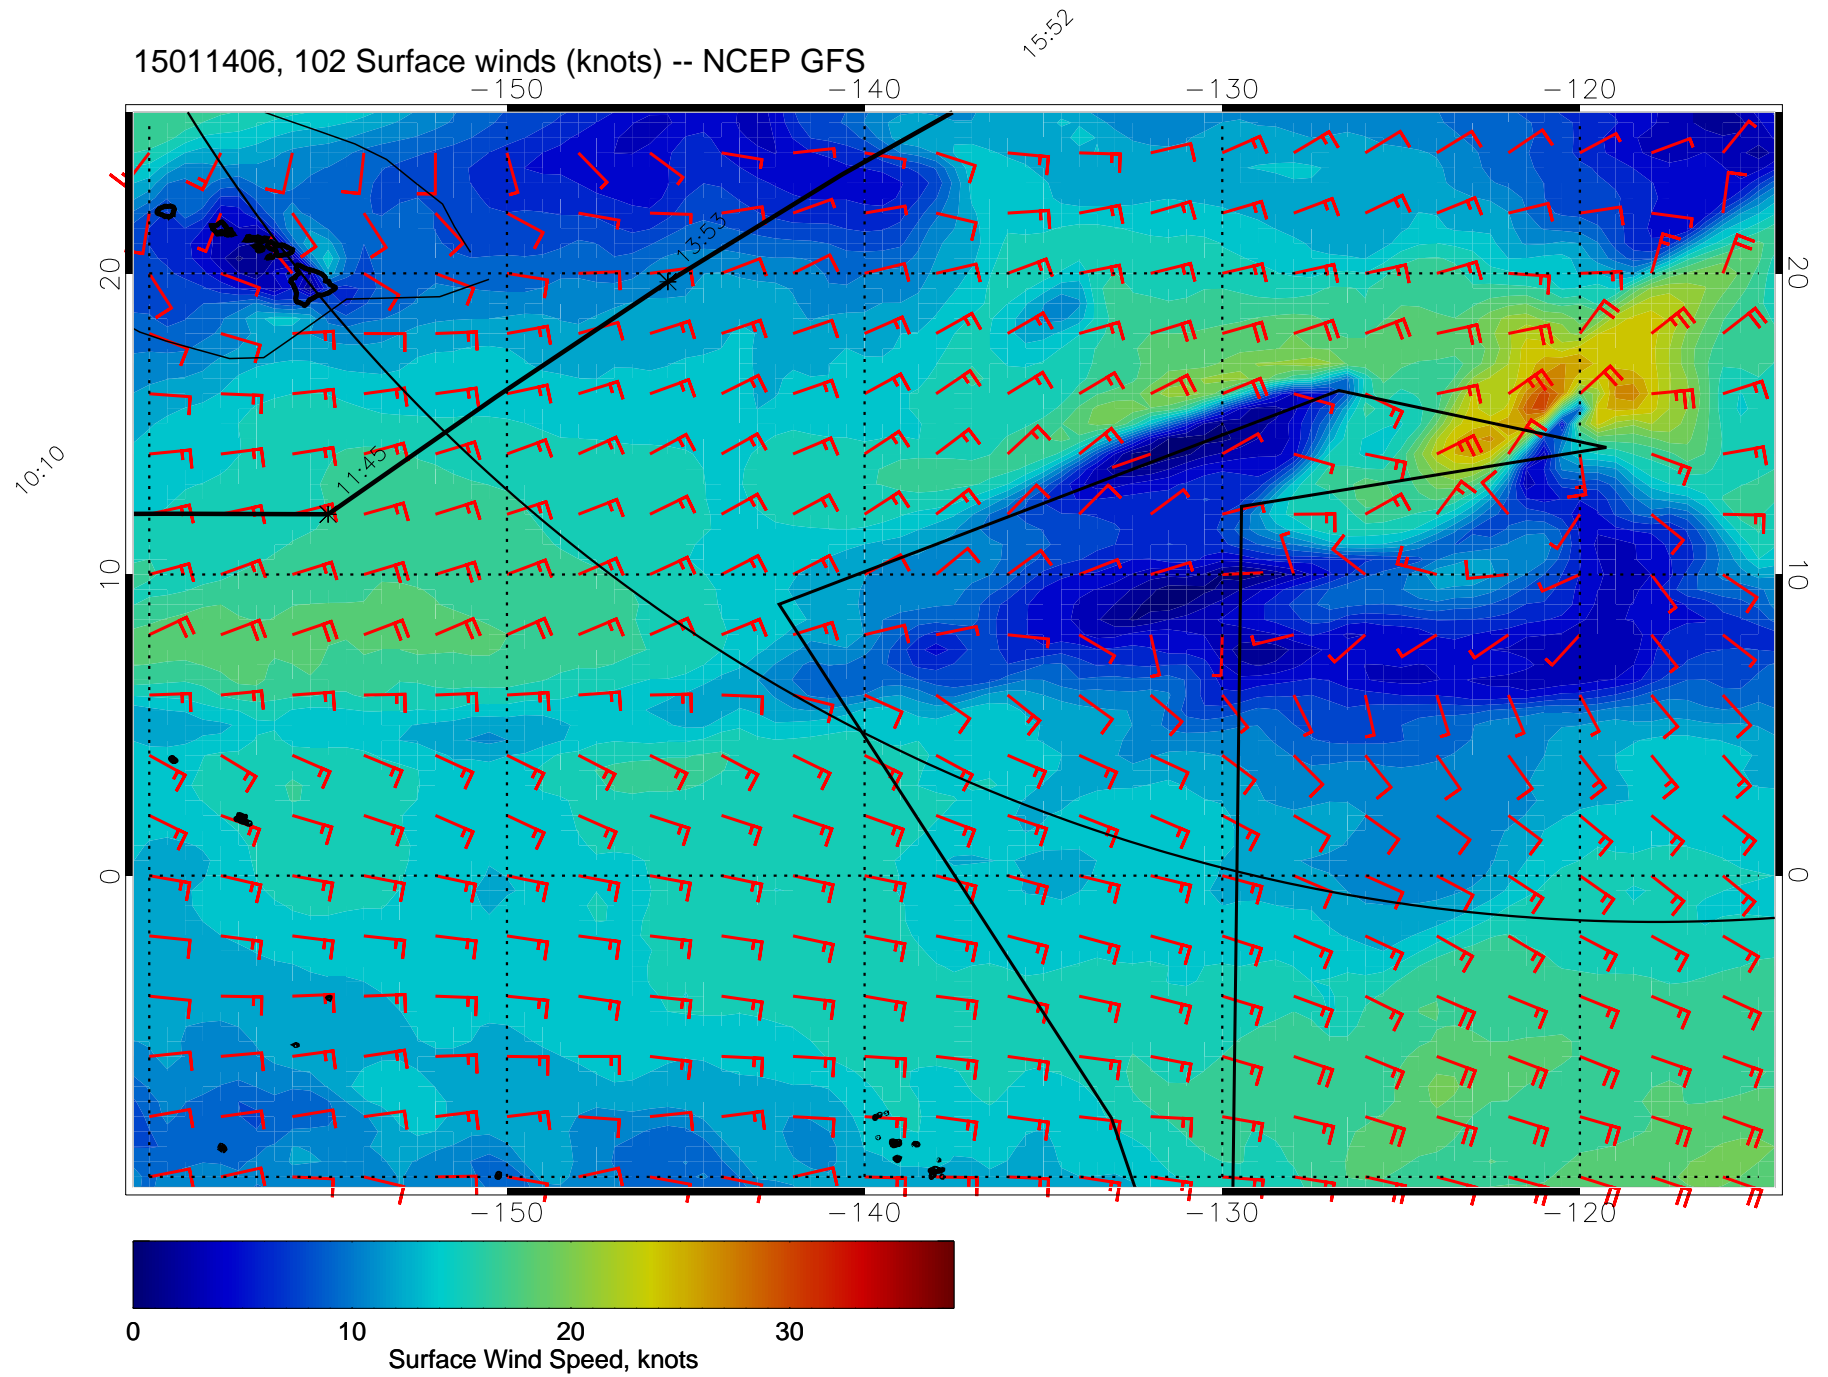 15:52
15011406, 102 Surface winds (knots) -- NCEP GFS
−150 −140 −130 −120
13:53
20 20
10:10
11:45
10 10
0 0
−150 −140 −130 −120
0 10 20 30
Surface Wind Speed, knots